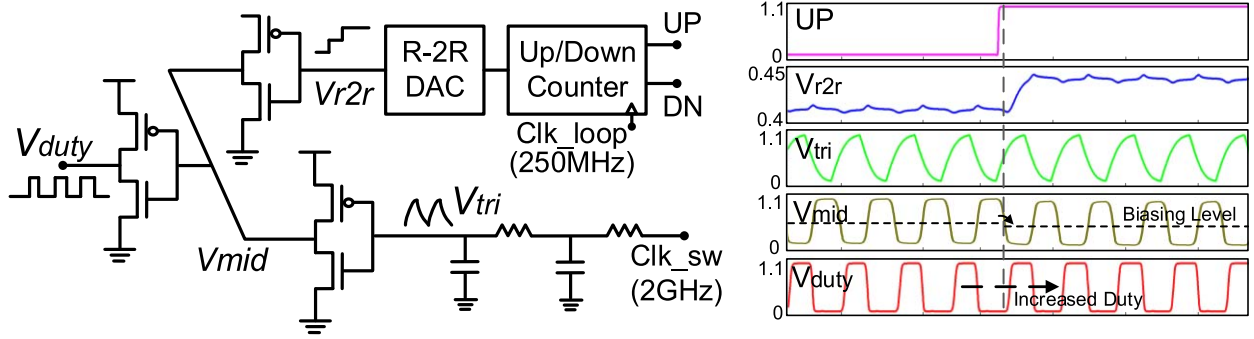 UP
R-2R
DAC
Up/Down
Counter
Vr2r
DN
Clk_loop
(250MHz)
Vduty
Vtri
Vmid
Clk_sw
(2GHz)
1.1
UP
0
0.45
Vr2r
0.4
1.1
Vtri
0
1.1
Vmid
Biasing Level
0
1.1
Vduty
Increased Duty
0